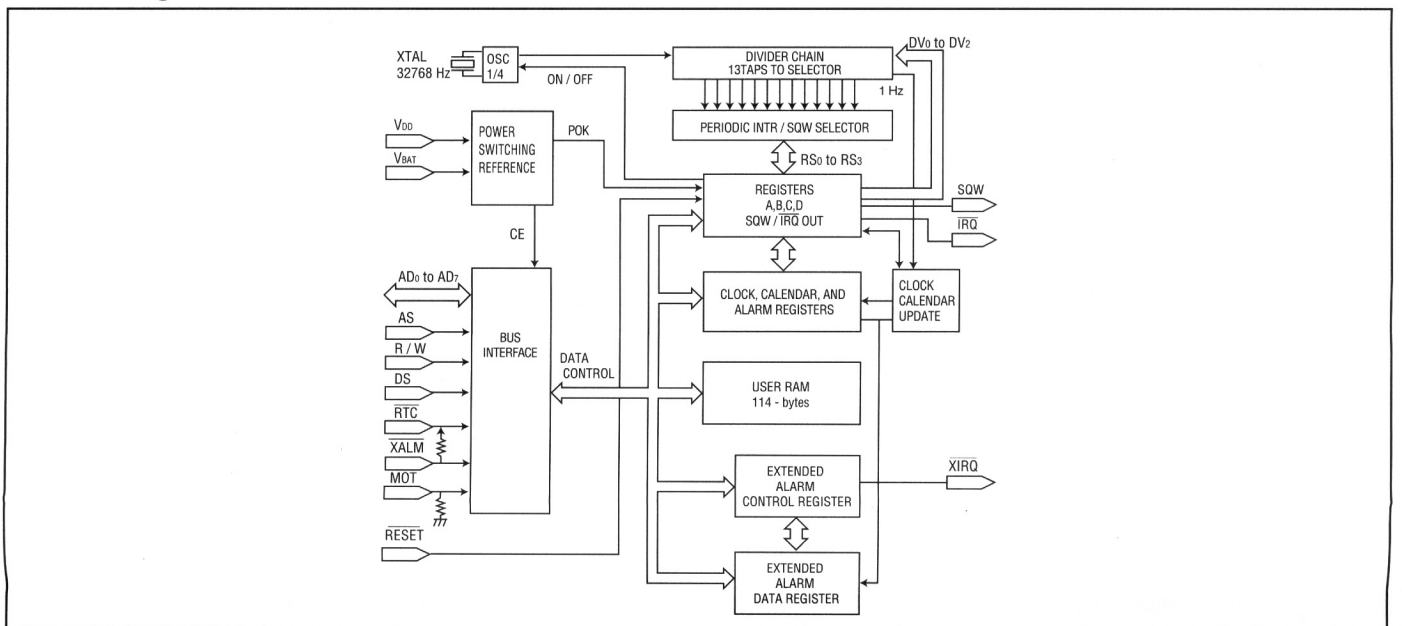 XTAL
32768 Hz
OSC
1/4
ON / OFF
DIVIDER CHAIN
13TAPS TO SELECTOR
DV0 to DV2
1 Hz
PERIODIC INTR / SQW SELECTOR
RS0 to RS3
VDD
VBAT
POWER
SWITCHING
REFERENCE
POK
CE
REGISTERS
A,B,C,D
SQW / IRQ OUT
SQW
IRQ
CLOCK, CALENDAR, AND
ALARM REGISTERS
CLOCK
CALENDAR
UPDATE
AD0 to AD7
AS
R / W
DS
RTC
XALM
MOT
RESET
BUS
INTERFACE
DATA
CONTROL
USER RAM
114 - bytes
EXTENDED
ALARM
CONTROL REGISTER
XIRQ
EXTENDED
ALARM
DATA REGISTER